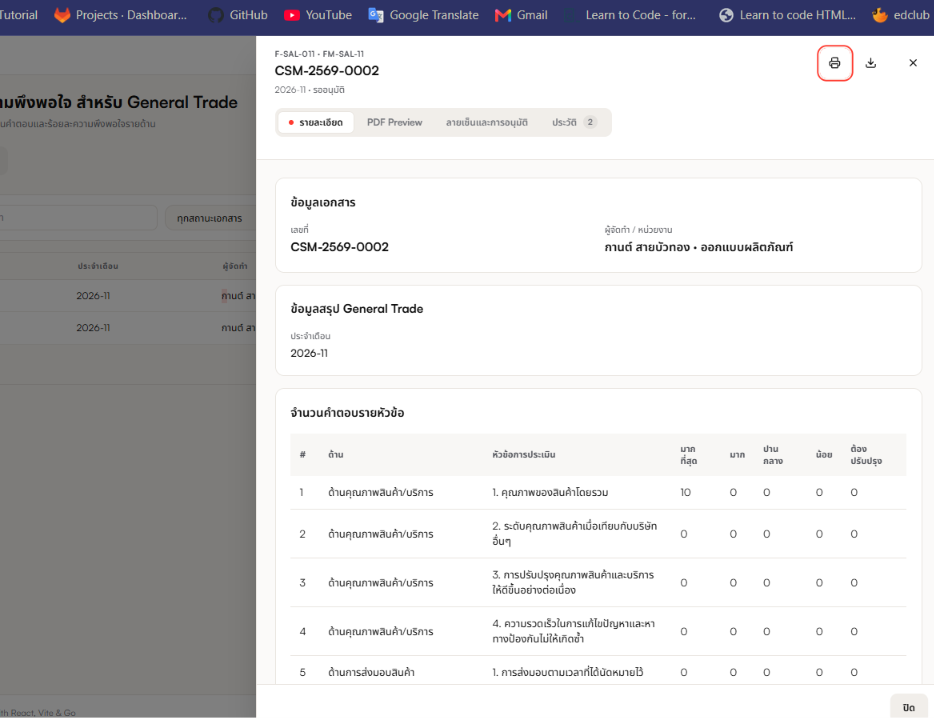 Tutorial
Projects · Dashboar...
GitHub
YouTube
Google Translate
Gmail
Learn to Code - for...
Learn to code HTML...
edclub
F-SAL-011 · FM-SAL-11
CSM-2569-0002
2026-11 · รออนุมัติ
ามพึงพอใจ สำหรับ General Trade
นคำตอบและร้อยละความพึงพอใจรายด้าน
รายละเอียด
PDF Preview
ลายเซ็นและการอนุมัติ
ประวัติ 2
ทุกสถานะเอกสาร
ประจำเดือน
ผู้จัดทำ
2026-11
กานต์ สา
2026-11
กานต์ สา
ข้อมูลเอกสาร
เลขที่
ผู้จัดทำ / หน่วยงาน
CSM-2569-0002
กานต์ สายบัวทอง • ออกแบบผลิตภัณฑ์
ข้อมูลสรุป General Trade
ประจำเดือน
2026-11
จำนวนคำตอบรายหัวข้อ
# ด้าน หัวข้อการประเมิน มากที่สุด มาก ปานกลาง น้อย ต้องปรับปรุง
1 ด้านคุณภาพสินค้า/บริการ 1. คุณภาพของสินค้าโดยรวม 10 0 0 0 0
2 ด้านคุณภาพสินค้า/บริการ 2. ระดับคุณภาพสินค้าเมื่อเทียบกับบริษัท
อื่นๆ 0 0 0 0 0
3 ด้านคุณภาพสินค้า/บริการ 3. การปรับปรุงคุณภาพสินค้าและบริการ
ให้ดีขึ้นอย่างต่อเนื่อง 0 0 0 0 0
4 ด้านคุณภาพสินค้า/บริการ 4. ความรวดเร็วในการแก้ไขปัญหาและหา
ทางป้องกันไม่ให้เกิดซ้ำ 0 0 0 0 0
5 ด้านการส่งมอบสินค้า 1. การส่งมอบตามเวลาที่ได้นัดหมายไว้ 0 0 0 0 0
th React, Vite & Go
ปิด